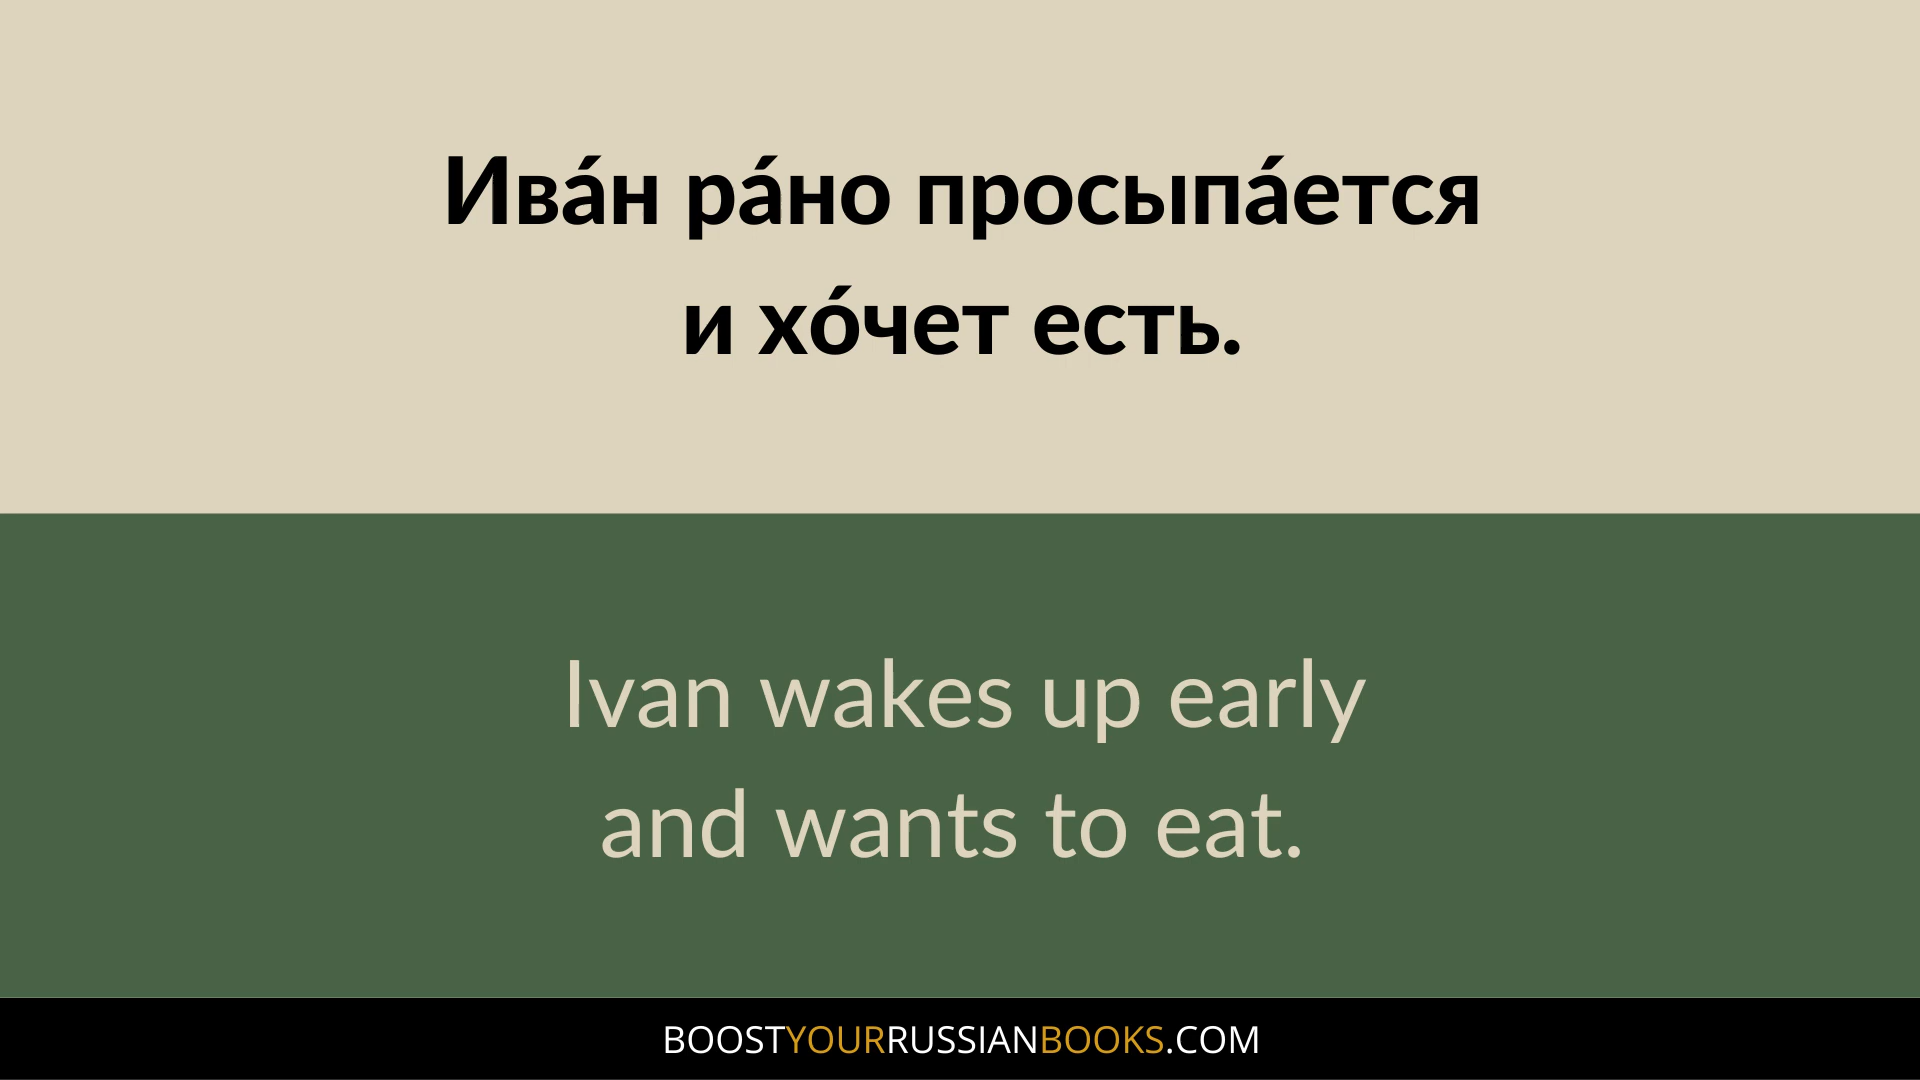 Ива́н ра́но просыпа́ется
и хо́чет есть.
Ivan wakes up early
and wants to eat.
BOOSTYOURRUSSIANBOOKS.COM